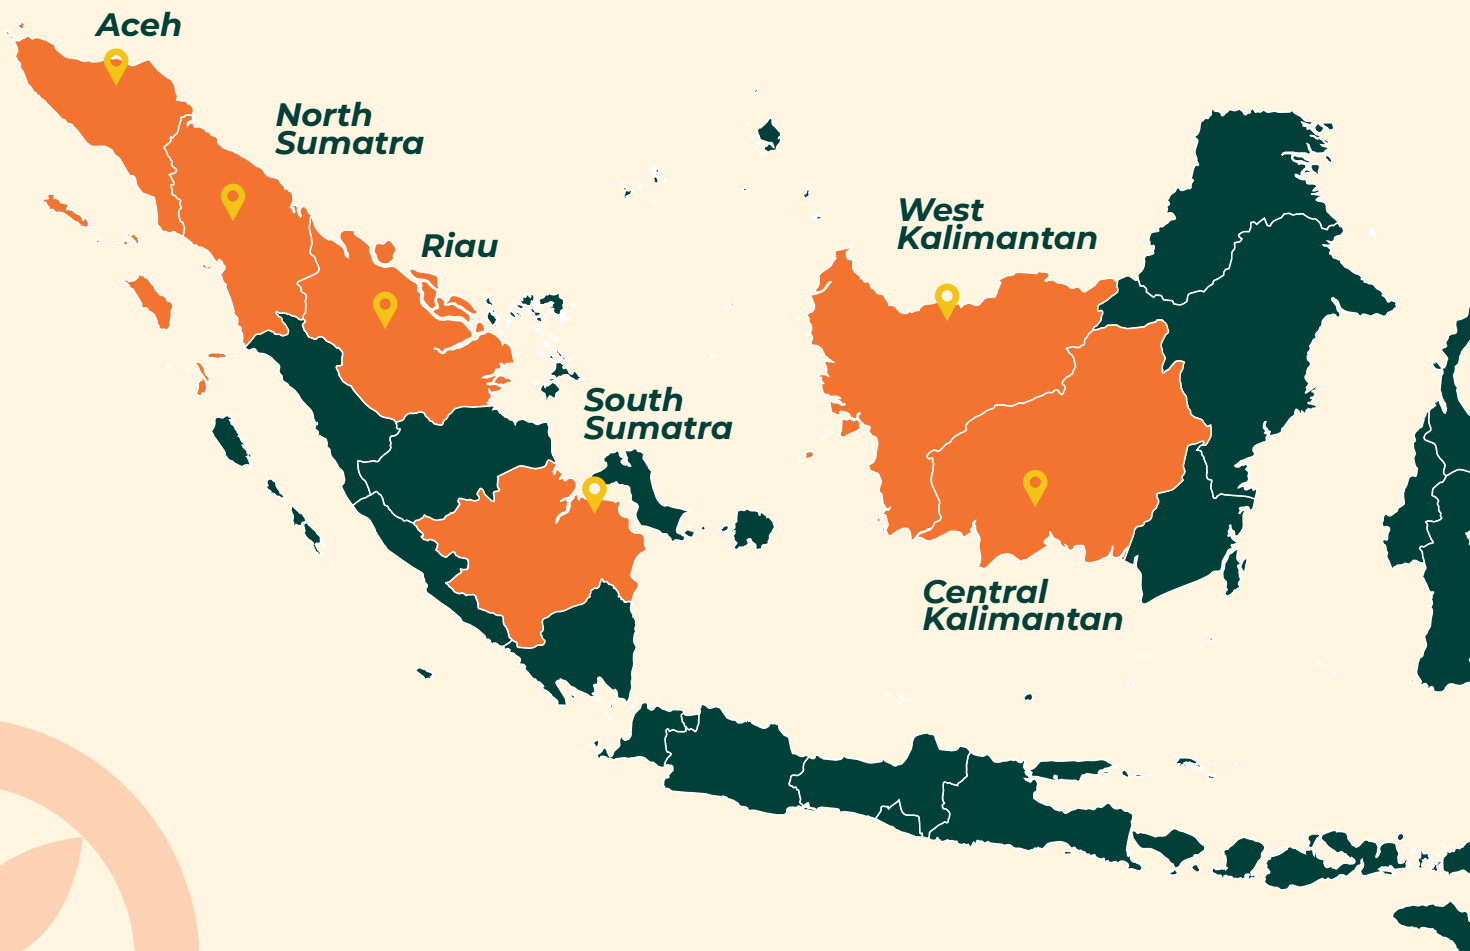 Aceh
North
Sumatra
Riau
West
Kalimantan
South
Sumatra
Central
Kalimantan